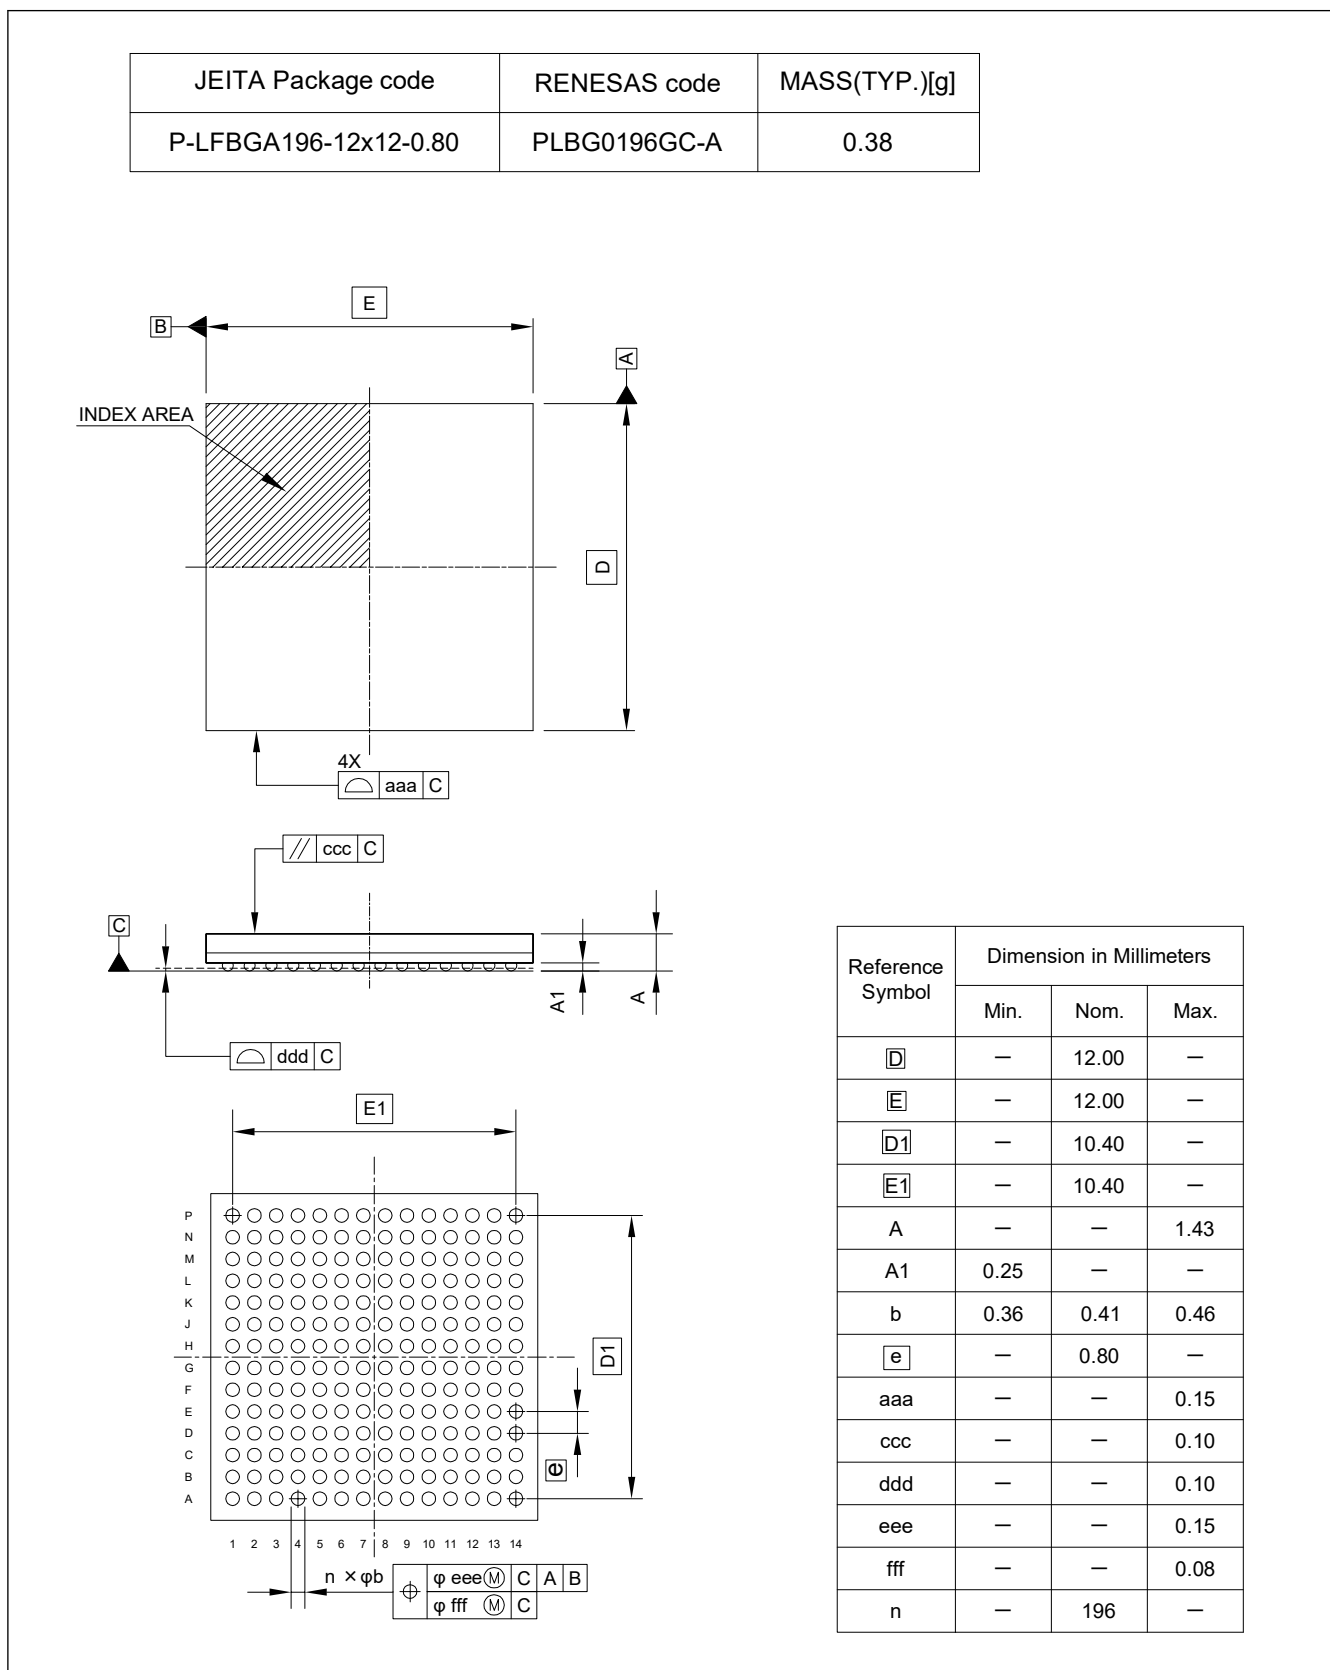 JEITA Package code RENESAS code MASS(TYP.)[g]
P-LFBGA196-12x12-0.80 PLBG0196GC-A 0.38
E
B
A
INDEX AREA
D
4X
aaa C
// ccc C
C
A1 A
ddd C
E1
P
N
M
L
K
J
H
G
F
E
D
C
B
A
D1
e
1 2 3 4 5 6 7 8 9 10 11 12 13 14
n × φb
φ eee Ⓜ C A B
φ fff Ⓜ C
Reference Symbol Dimension in Millimeters
Min. Nom. Max.
D — 12.00 —
E — 12.00 —
D1 — 10.40 —
E1 — 10.40 —
A — — 1.43
A1 0.25 — —
b 0.36 0.41 0.46
e — 0.80 —
aaa — — 0.15
ccc — — 0.10
ddd — — 0.10
eee — — 0.15
fff — — 0.08
n — 196 —